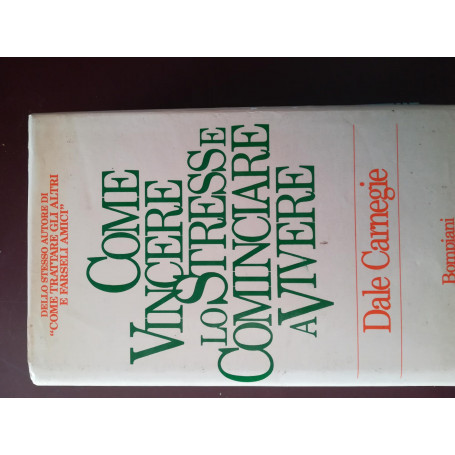 DELLO STESSO AUTORE DI
"COME TRATTARE GLI ALTRI
E FARSELI AMICI"
COME
VINCERE
LO STRESS E
COMINCIARE
A VIVERE
Dale Carnegie
Bompiani